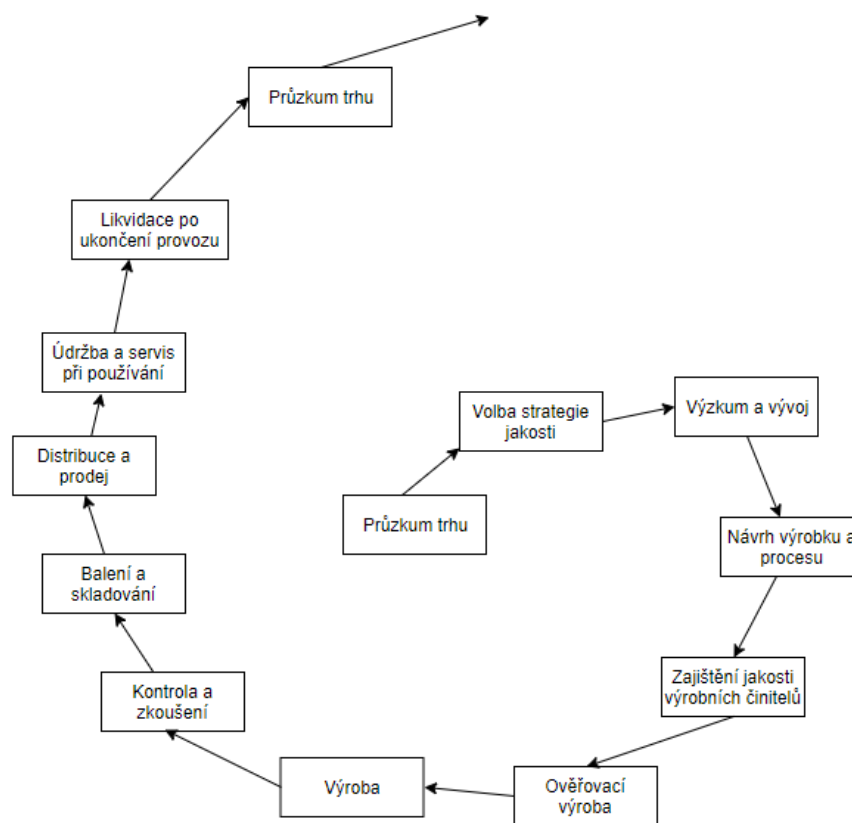 Průzkum trhu
Likvidace po
ukončení provozu
Údržba a servis
při používání
Distribuce a
prodej
Balení a
skladování
Kontrola a
zkoušení
Výroba
Ověřovací
výroba
Zajištění jakosti
výrobních činitelů
Návrh výrobku a
procesu
Výzkum a vývoj
Volba strategie
jakosti
Průzkum trhu